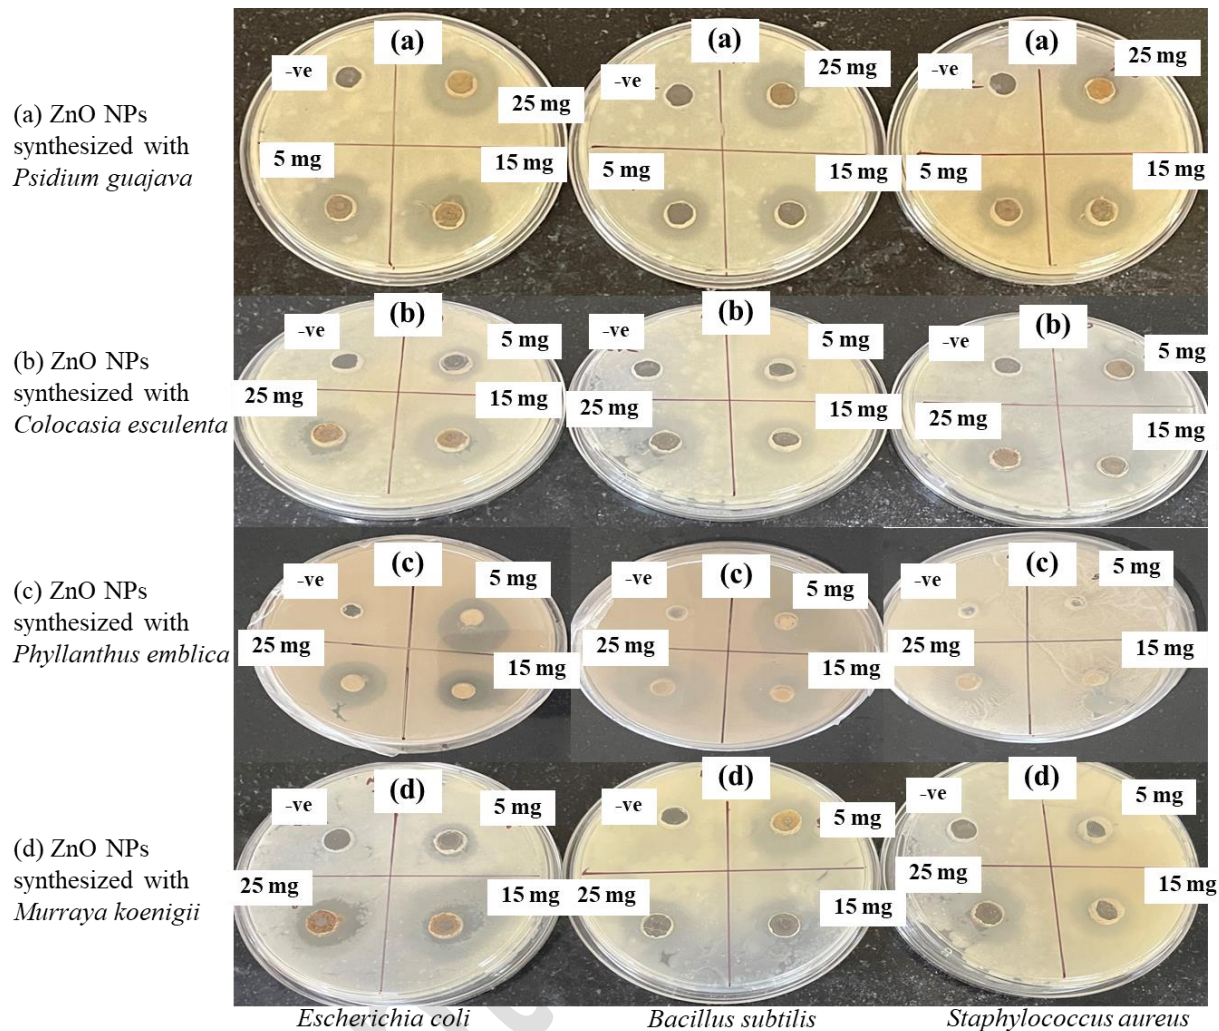 (a) ZnO NPs
synthesized with
Psidium guajava
(a)
-ve
25 mg
5 mg
15 mg
(a)
-ve
25 mg
5 mg
15 mg
(a)
-ve
25 mg
5 mg
15 mg
(b) ZnO NPs
synthesized with
Colocasia esculenta
(b)
-ve
5 mg
25 mg
15 mg
(b)
-ve
5 mg
25 mg
15 mg
(b)
-ve
5 mg
25 mg
15 mg
(c) ZnO NPs
synthesized with
Phyllanthus emblica
(c)
-ve
5 mg
25 mg
15 mg
(c)
-ve
5 mg
25 mg
15 mg
(c)
-ve
5 mg
25 mg
15 mg
(d) ZnO NPs
synthesized with
Murraya koenigii
(d)
-ve
5 mg
25 mg
15 mg
(d)
-ve
5 mg
25 mg
15 mg
(d)
-ve
5 mg
25 mg
15 mg
Escherichia coli
Bacillus subtilis
Staphylococcus aureus